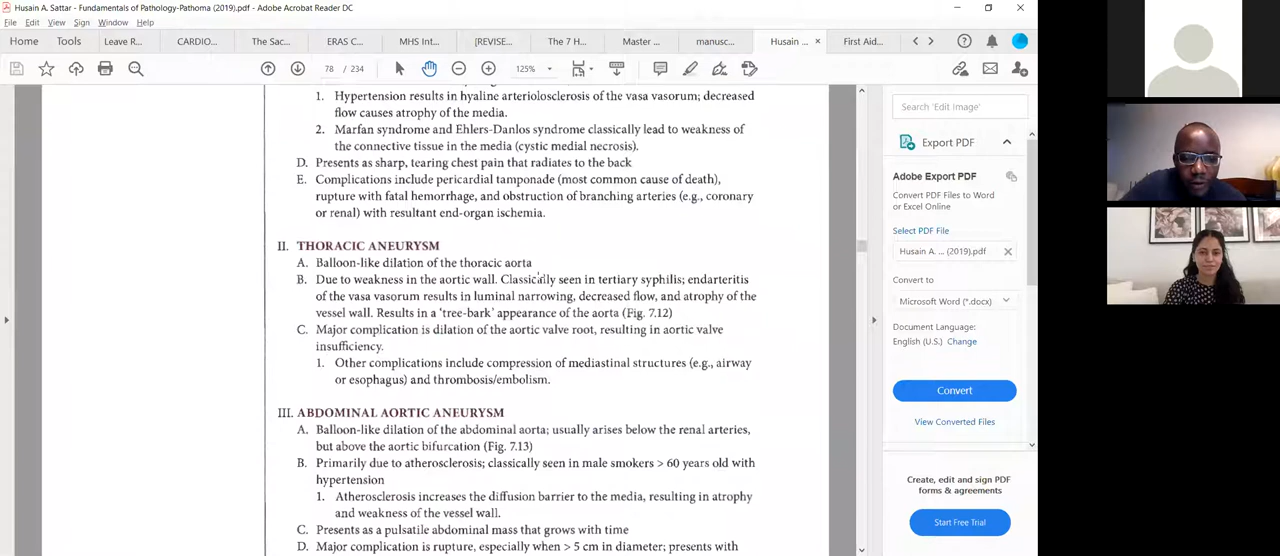 Husain A. Sattar - Fundamentals of Pathology-Pathoma (2019).pdf - Adobe Acrobat Reader DC
File Edit View Sign Window Help
Home Tools Leave R... CARDIO... The Sac... ERAS C... MHS Int... [REVISE... The 7 H... Master ... manusc... Husain ... × First Aid...
78 / 234 125%
1. Hypertension results in hyaline arteriolosclerosis of the vasa vasorum; decreased
flow causes atrophy of the media.
2. Marfan syndrome and Ehlers-Danlos syndrome classically lead to weakness of
the connective tissue in the media (cystic medial necrosis).
D. Presents as sharp, tearing chest pain that radiates to the back
E. Complications include pericardial tamponade (most common cause of death),
rupture with fatal hemorrhage, and obstruction of branching arteries (e.g., coronary
or renal) with resultant end-organ ischemia.
II. THORACIC ANEURYSM
A. Balloon-like dilation of the thoracic aorta
B. Due to weakness in the aortic wall. Classically seen in tertiary syphilis; endarteritis
of the vasa vasorum results in luminal narrowing, decreased flow, and atrophy of the
vessel wall. Results in a 'tree-bark' appearance of the aorta (Fig. 7.12)
C. Major complication is dilation of the aortic valve root, resulting in aortic valve
insufficiency.
1. Other complications include compression of mediastinal structures (e.g., airway
or esophagus) and thrombosis/embolism.
III. ABDOMINAL AORTIC ANEURYSM
A. Balloon-like dilation of the abdominal aorta; usually arises below the renal arteries,
but above the aortic bifurcation (Fig. 7.13)
B. Primarily due to atherosclerosis; classically seen in male smokers > 60 years old with
hypertension
1. Atherosclerosis increases the diffusion barrier to the media, resulting in atrophy
and weakness of the vessel wall.
C. Presents as a pulsatile abdominal mass that grows with time
D. Major complication is rupture, especially when > 5 cm in diameter; presents with
Search 'Edit Image'
Export PDF
Adobe Export PDF
Convert PDF Files to Word
or Excel Online
Select PDF File
Husain A. ... (2019).pdf
Convert to
Microsoft Word (*.docx)
Document Language:
English (U.S.) Change
Convert
View Converted Files
Create, edit and sign PDF
forms & agreements
Start Free Trial